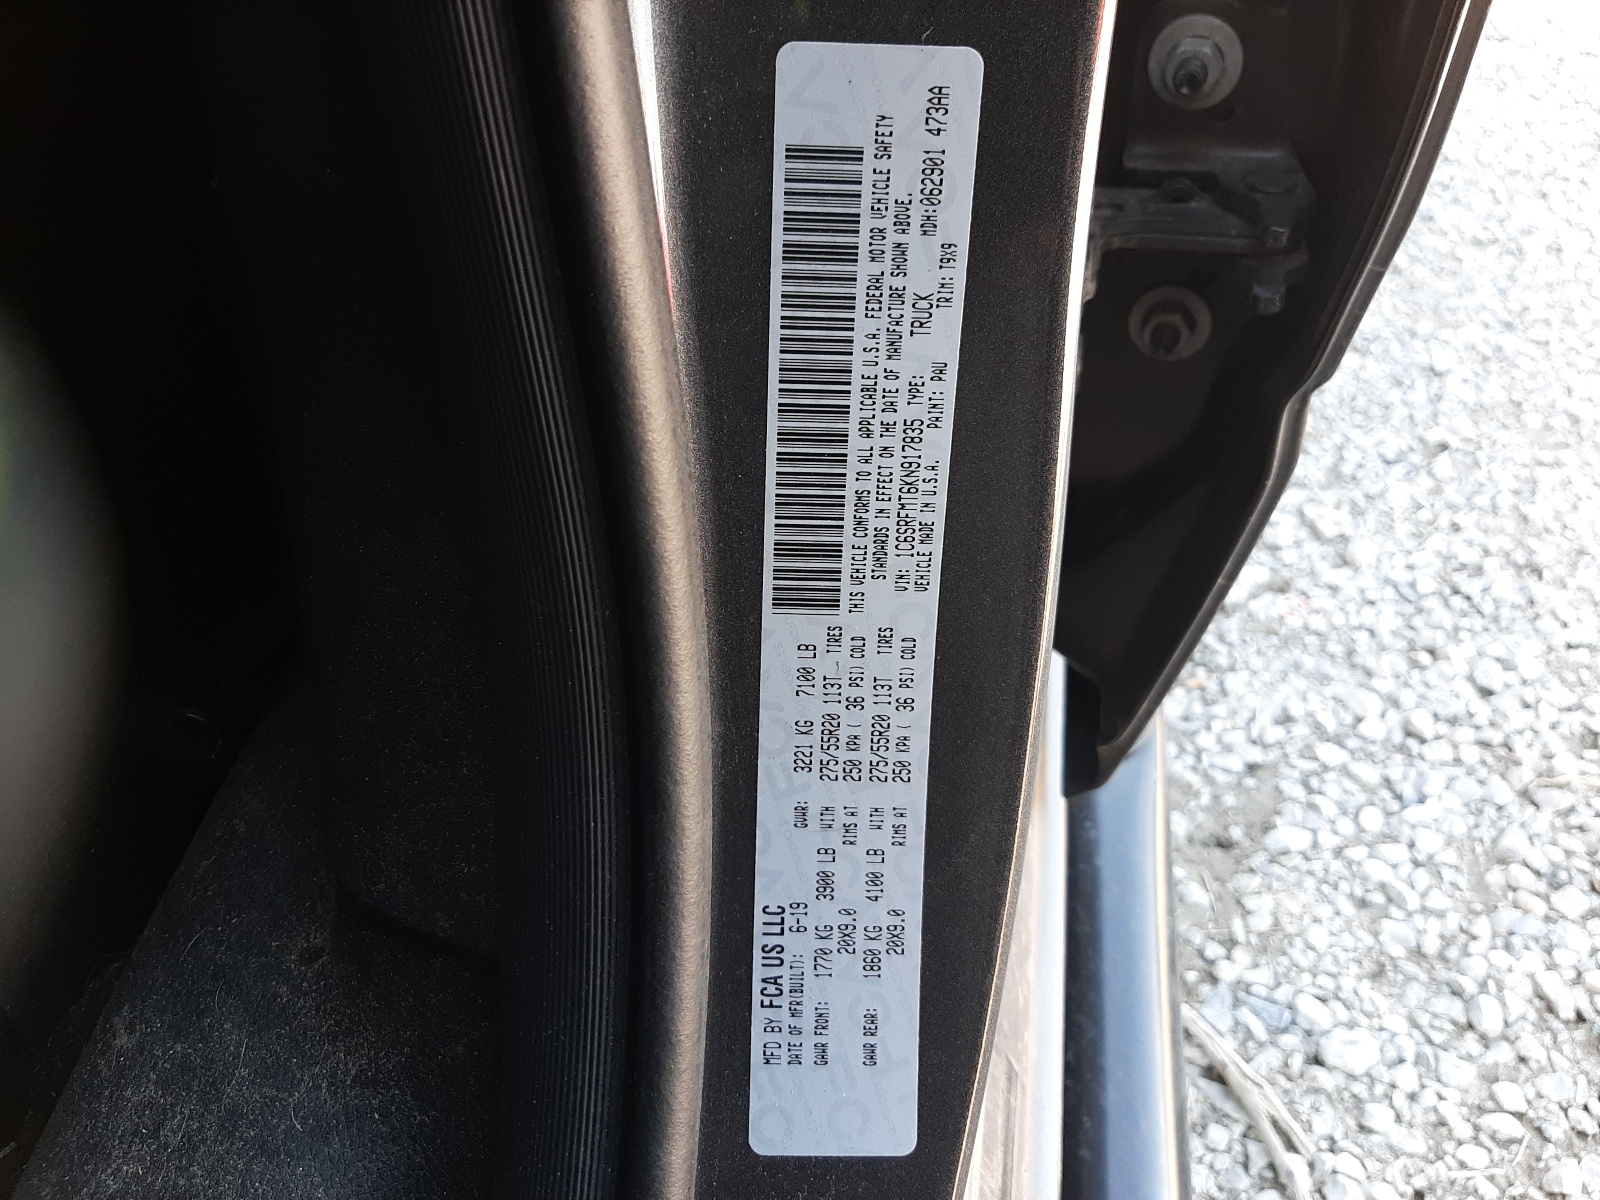 MFD BY FCA US LLC
DATE OF MFR(BUILT): 6-19 GVWR: 3221 KG 7100 LB
GAWR FRONT: 1770 KG 3900 LB WITH 275/55R20 113T TIRES
20X9.0 RIMS AT 250 KPA ( 36 PSI) COLD
GAWR REAR: 1860 KG 4100 LB WITH 275/55R20 113T TIRES
20X9.0 RIMS AT 250 KPA ( 36 PSI) COLD
THIS VEHICLE CONFORMS TO ALL APPLICABLE U.S.A. FEDERAL MOTOR VEHICLE SAFETY
STANDARDS IN EFFECT ON THE DATE OF MANUFACTURE SHOWN ABOVE.
VIN: 1C6SRFMT6KN917835 TYPE: TRUCK MDH:062901 473AA
VEHICLE MADE IN U.S.A. PAINT: PAU TRIM: T9X9